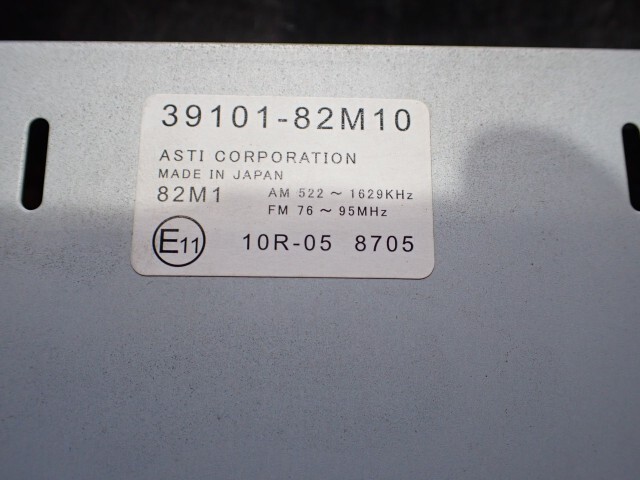 39101-82M10
ASTI CORPORATION
MADE IN JAPAN
82M1 AM 522 ～ 1629KHz
FM 76 ～ 95MHz
E11 10R-05 8705